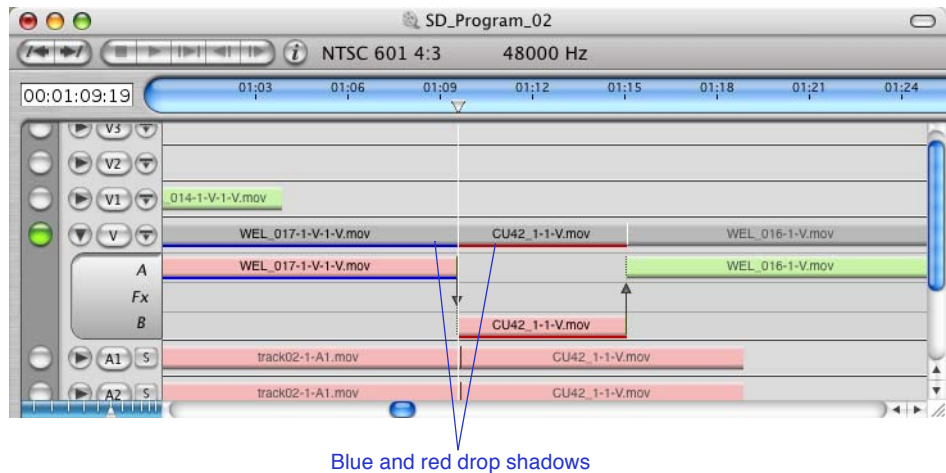 SD_Program_02
i NTSC 601 4:3 48000 Hz
00:01:09:19 01:03 01:06 01:09 01:12 01:15 01:18 01:21 01:24
V3
V2
V1 _014-1-V-1-V.mov
V WEL_017-1-V-1-V.mov CU42_1-1-V.mov WEL_016-1-V.mov
A WEL_017-1-V-1-V.mov WEL_016-1-V.mov
Fx
B CU42_1-1-V.mov
A1 S track02-1-A1.mov CU42_1-1-V.mov
A2 S track02-1-A1.mov CU42_1-1-V.mov
Blue and red drop shadows